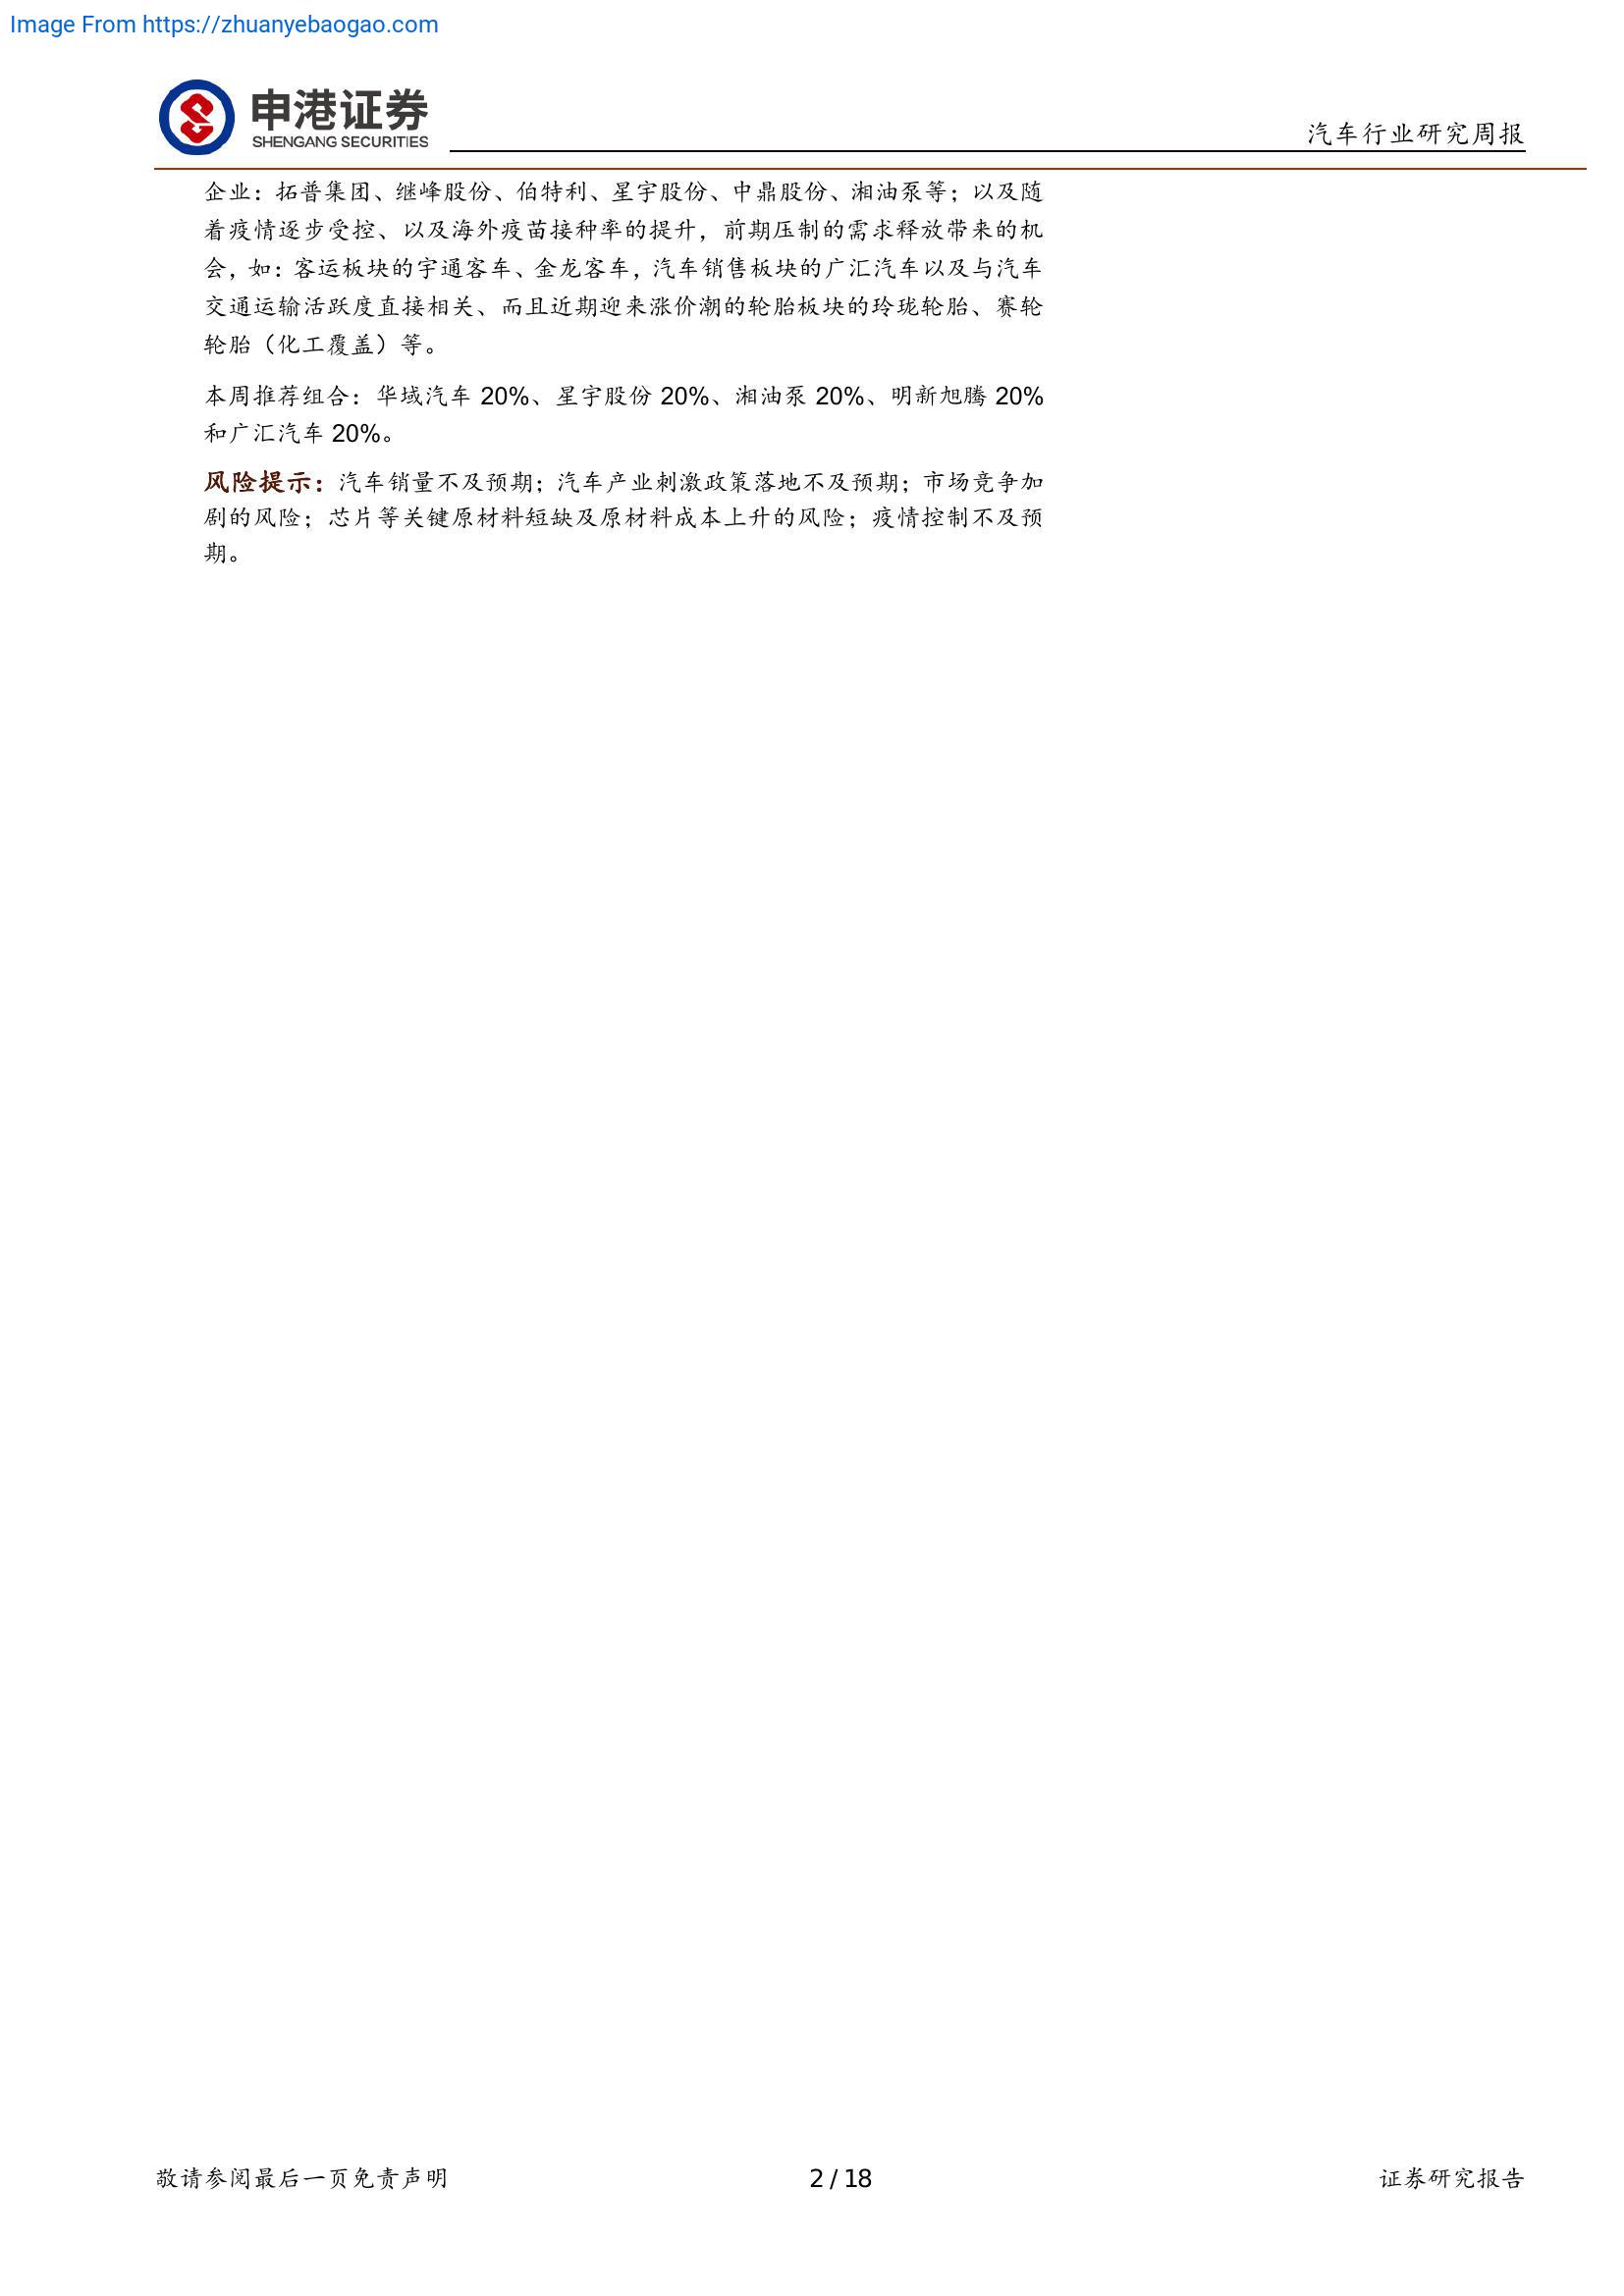 Image From https://zhuanyebaogao.com
申港证券
SHENGANG SECURITIES
汽车行业研究周报
企业：拓普集团、继峰股份、伯特利、星宇股份、中鼎股份、湘油泵等；以及随
着疫情逐步受控、以及海外疫苗接种率的提升，前期压制的需求释放带来的机
会，如：客运板块的宇通客车、金龙客车，汽车销售板块的广汇汽车以及与汽车
交通运输活跃度直接相关、而且近期迎来涨价潮的轮胎板块的玲珑轮胎、赛轮
轮胎（化工覆盖）等。
本周推荐组合：华域汽车 20%、星宇股份 20%、湘油泵 20%、明新旭腾 20%
和广汇汽车 20%。
风险提示：汽车销量不及预期；汽车产业刺激政策落地不及预期；市场竞争加
剧的风险；芯片等关键原材料短缺及原材料成本上升的风险；疫情控制不及预
期。
敬请参阅最后一页免责声明
2 / 18
证券研究报告